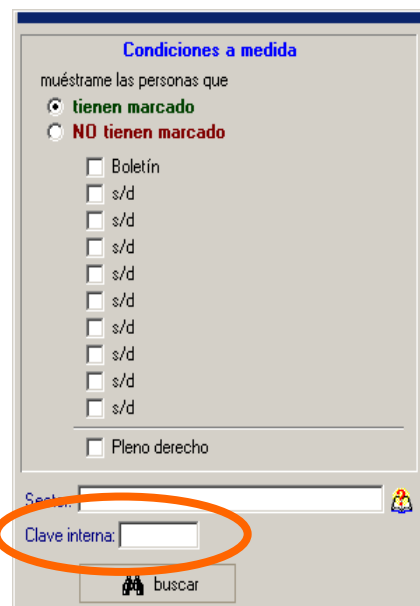 Condiciones a medida
muéstrame las personas que
tienen marcado
NO tienen marcado
Boletín
s/d
s/d
s/d
s/d
s/d
s/d
s/d
s/d
s/d
Pleno derecho
Sector:
Clave interna:
buscar